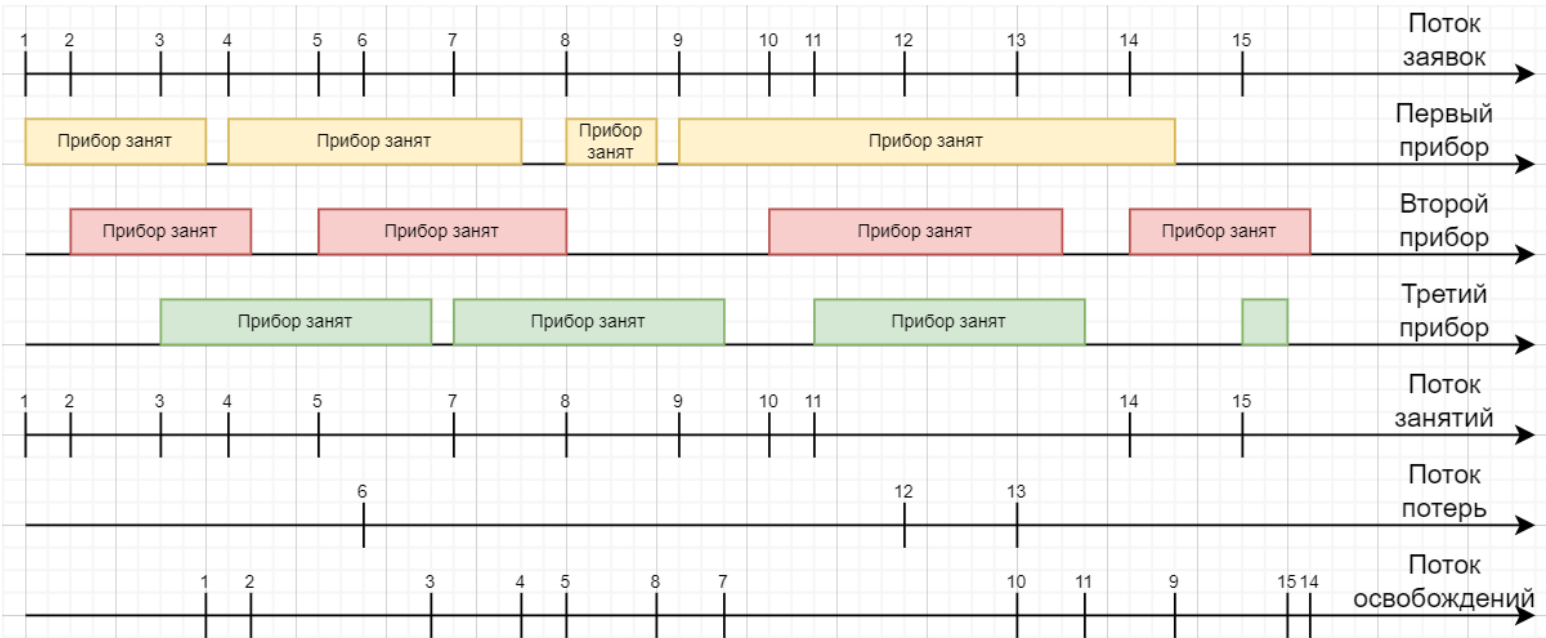 1 2 3 4 5 6 7 8 9 10 11 12 13 14 15
Поток
заявок
Прибор занят Прибор занят Прибор
занят Прибор занят
Первый
прибор
Прибор занят Прибор занят Прибор занят Прибор занят
Второй
прибор
Прибор занят Прибор занят Прибор занят
Третий
прибор
1 2 3 4 5 7 8 9 10 11 14 15
Поток
занятий
6 12 13
Поток
потерь
1 2 3 4 5 8 7 10 11 9 15 14
Поток
освобождений